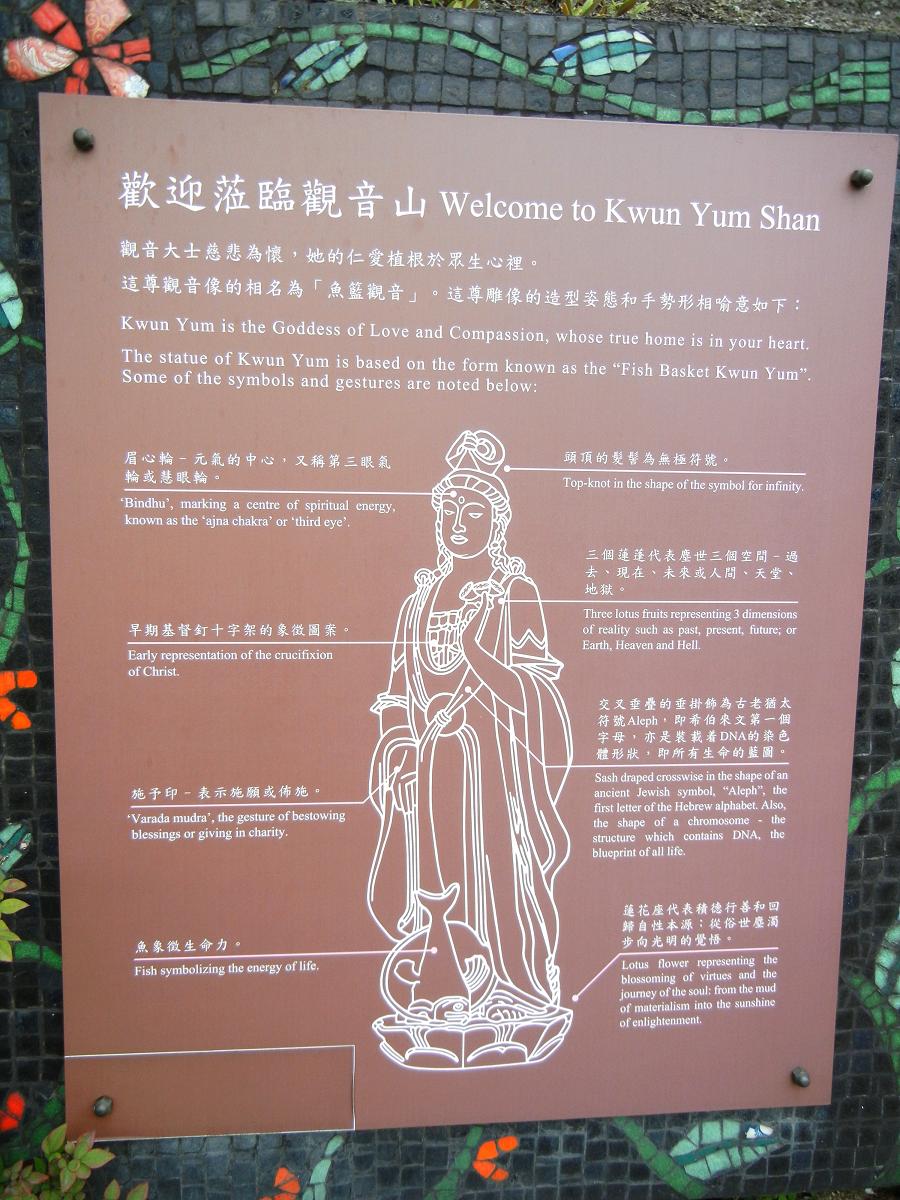 歡迎蒞臨觀音山 Welcome to Kwun Yum Shan
觀音大士慈悲為懷，她的仁愛植根於眾生心裡。
這尊觀音像的相名為「魚籃觀音」。這尊雕像的造型姿態和手勢形相喻意如下：
Kwun Yum is the Goddess of Love and Compassion, whose true home is in your heart.
The statue of Kwun Yum is based on the form known as the “Fish Basket Kwun Yum”.
Some of the symbols and gestures are noted below:
眉心輪－元氣的中心，又稱第三眼氣
輪或慧眼輪。
‘Bindhu’, marking a centre of spiritual energy,
known as the ‘ajna chakra’ or ‘third eye’.
早期基督釘十字架的象徵圖案。
Early representation of the crucifixion
of Christ.
施予印－表示施願或佈施。
‘Varada mudra’, the gesture of bestowing
blessings or giving in charity.
魚象徵生命力。
Fish symbolizing the energy of life.
頭頂的髮髻為無極符號。
Top-knot in the shape of the symbol for infinity.
三個蓮蓬代表塵世三個空間－過
去、現在、未來或人間、天堂、
地獄。
Three lotus fruits representing 3 dimensions
of reality such as past, present, future; or
Earth, Heaven and Hell.
交叉垂疊的垂掛飾為古老猶太
符號Aleph，即希伯來文第一個
字母，亦是裝載着DNA的染色
體形狀，即所有生命的藍圖。
Sash draped crosswise in the shape of an
ancient Jewish symbol, “Aleph”, the
first letter of the Hebrew alphabet. Also,
the shape of a chromosome - the
structure which contains DNA, the
blueprint of all life.
蓮花座代表積德行善和回
歸自性本源：從俗世塵濁
步向光明的覺悟。
Lotus flower representing the
blossoming of virtues and the
journey of the soul: from the mud
of materialism into the sunshine
of enlightenment.